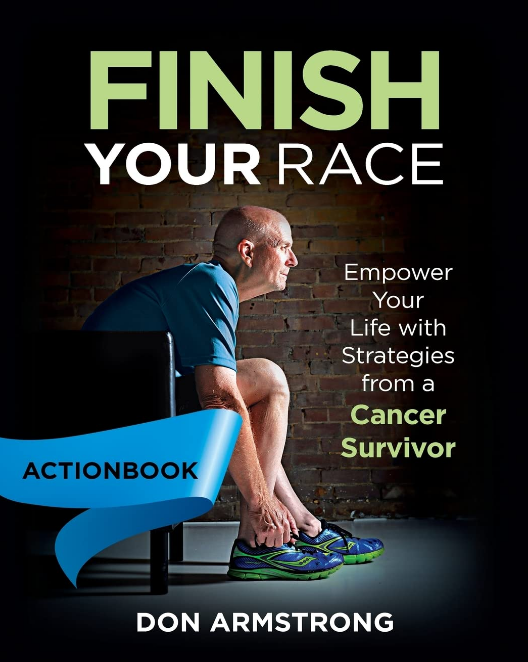 FINISH
YOUR RACE
Empower
Your
Life with
Strategies
from a
Cancer
Survivor
ACTIONBOOK
DON ARMSTRONG